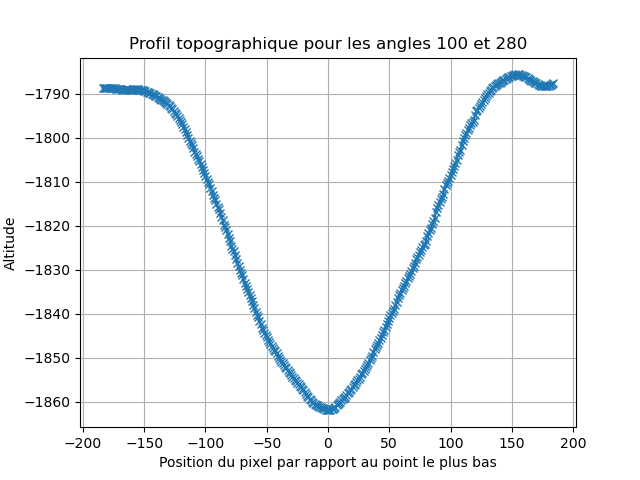 Profil topographique pour les angles 100 et 280
Altitude
−1790
−1800
−1810
−1820
−1830
−1840
−1850
−1860
−200 −150 −100 −50 0 50 100 150 200
Position du pixel par rapport au point le plus bas